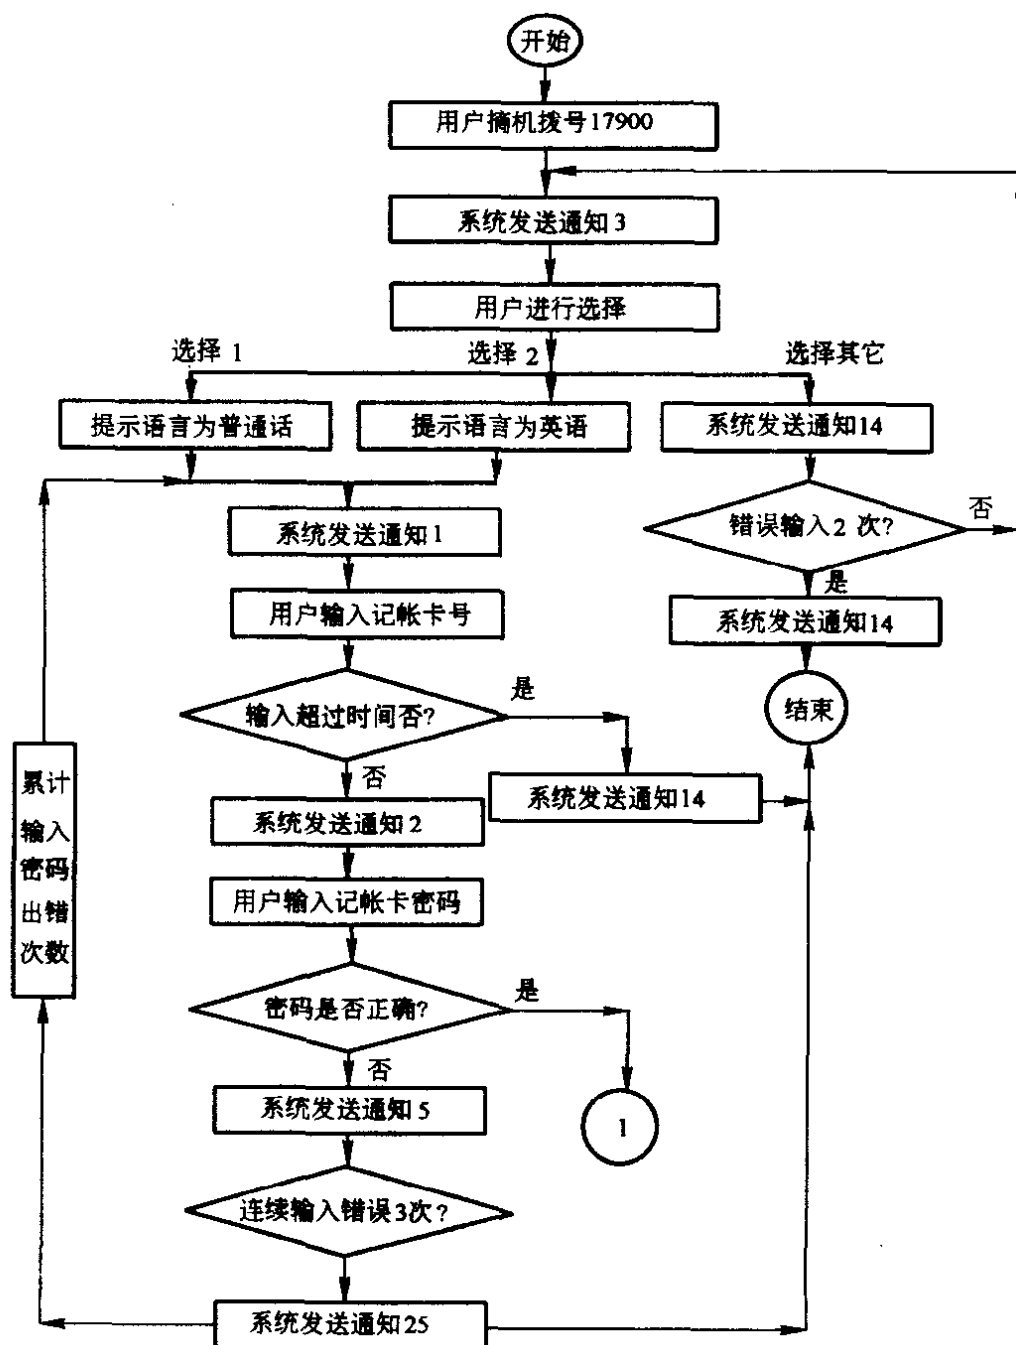 开始
用户摘机拨号17900
系统发送通知3
用户进行选择
选择 1
选择 2
选择其它
提示语言为普通话
提示语言为英语
系统发送通知14
错误输入2 次?
否
是
系统发送通知1
用户输入记帐卡号
系统发送通知14
结束
输入超过时间否?
是
否
系统发送通知14
系统发送通知2
用户输入记帐卡密码
累计
输入
密码
出错
次数
密码是否正确?
是
否
系统发送通知5
1
连续输入错误3次?
系统发送通知25